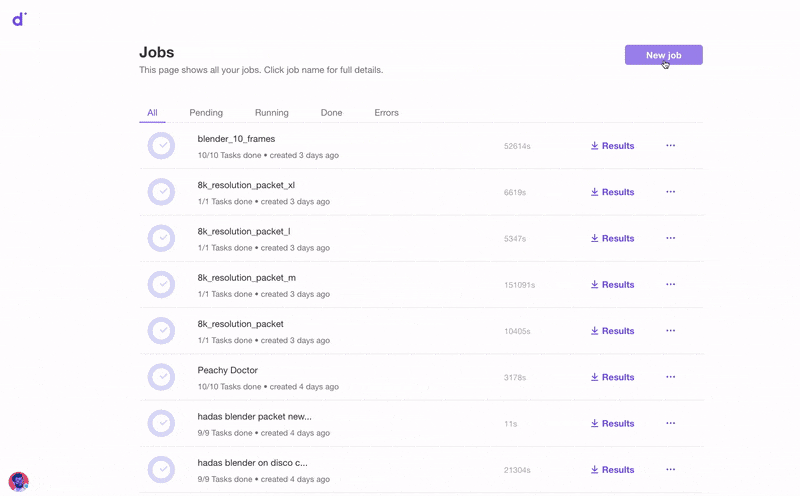 d
Jobs
New job
This page shows all your jobs. Click job name for full details.
All Pending Running Done Errors
blender_10_frames
10/10 Tasks done • created 3 days ago
52614s
Results
8k_resolution_packet_xl
1/1 Tasks done • created 3 days ago
6619s
Results
8k_resolution_packet_l
1/1 Tasks done • created 3 days ago
5347s
Results
8k_resolution_packet_m
1/1 Tasks done • created 3 days ago
151091s
Results
8k_resolution_packet
1/1 Tasks done • created 3 days ago
10405s
Results
Peachy Doctor
10/10 Tasks done • created 4 days ago
3178s
Results
hadas blender packet new...
9/9 Tasks done • created 4 days ago
11s
Results
hadas blender on disco c...
9/9 Tasks done • created 4 days ago
21304s
Results